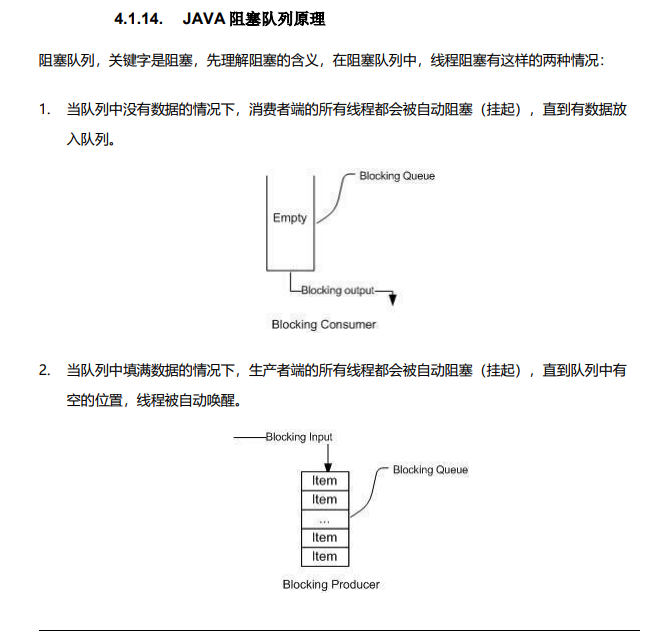 4.1.14. JAVA 阻塞队列原理
阻塞队列，关键字是阻塞，先理解阻塞的含义，在阻塞队列中，线程阻塞有这样的两种情况：
1. 当队列中没有数据的情况下，消费者端的所有线程都会被自动阻塞（挂起），直到有数据放
入队列。
Blocking Queue
Empty
Blocking output
Blocking Consumer
2. 当队列中填满数据的情况下，生产者端的所有线程都会被自动阻塞（挂起），直到队列中有
空的位置，线程被自动唤醒。
Blocking Input
Blocking Queue
Item
Item
...
Item
Item
Blocking Producer